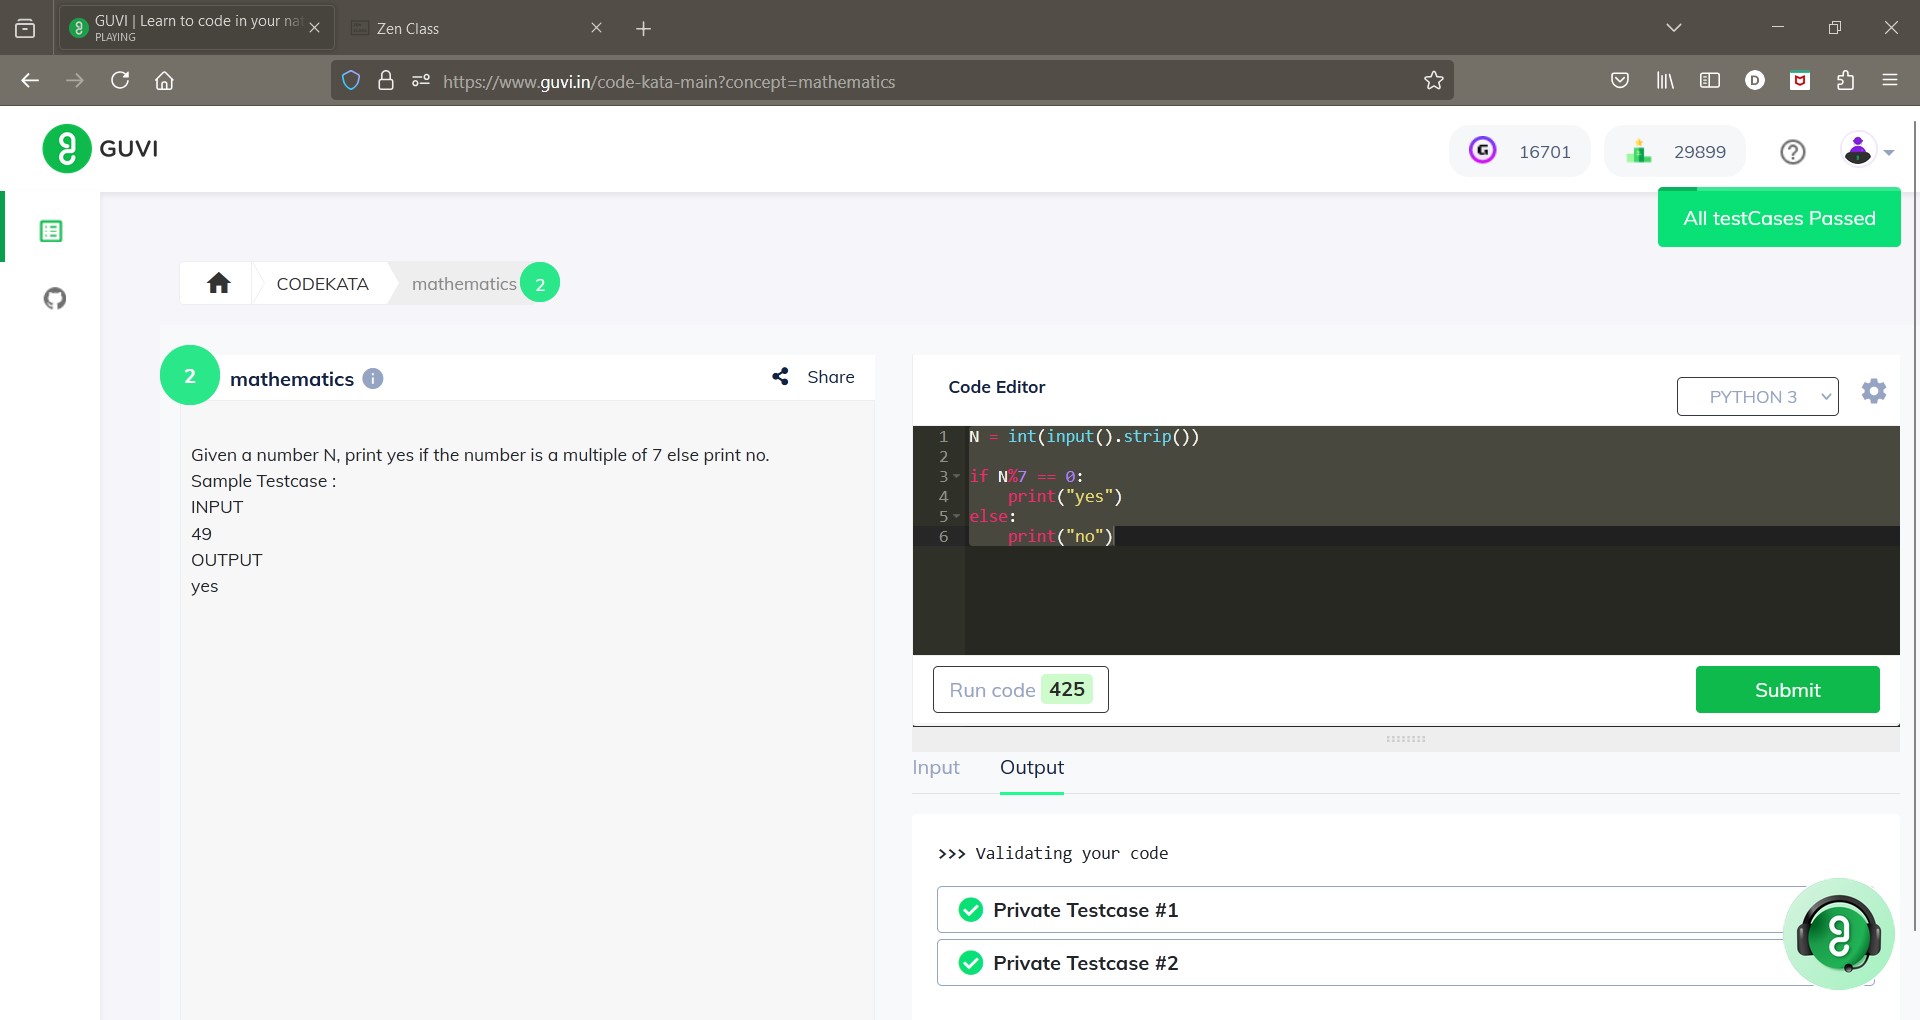 GUVI | Learn to code in your nat
PLAYING
Zen Class
https://www.guvi.in/code-kata-main?concept=mathematics
GUVI
16701
29899
All testCases Passed
CODEKATA
mathematics
2
2
mathematics
Share
Given a number N, print yes if the number is a multiple of 7 else print no.
Sample Testcase :
INPUT
49
OUTPUT
yes
Code Editor
PYTHON 3
1 N = int(input().strip())
2
3 if N%7 == 0:
4     print("yes")
5 else:
6     print("no")
Run code 425
Submit
Input
Output
>>> Validating your code
Private Testcase #1
Private Testcase #2